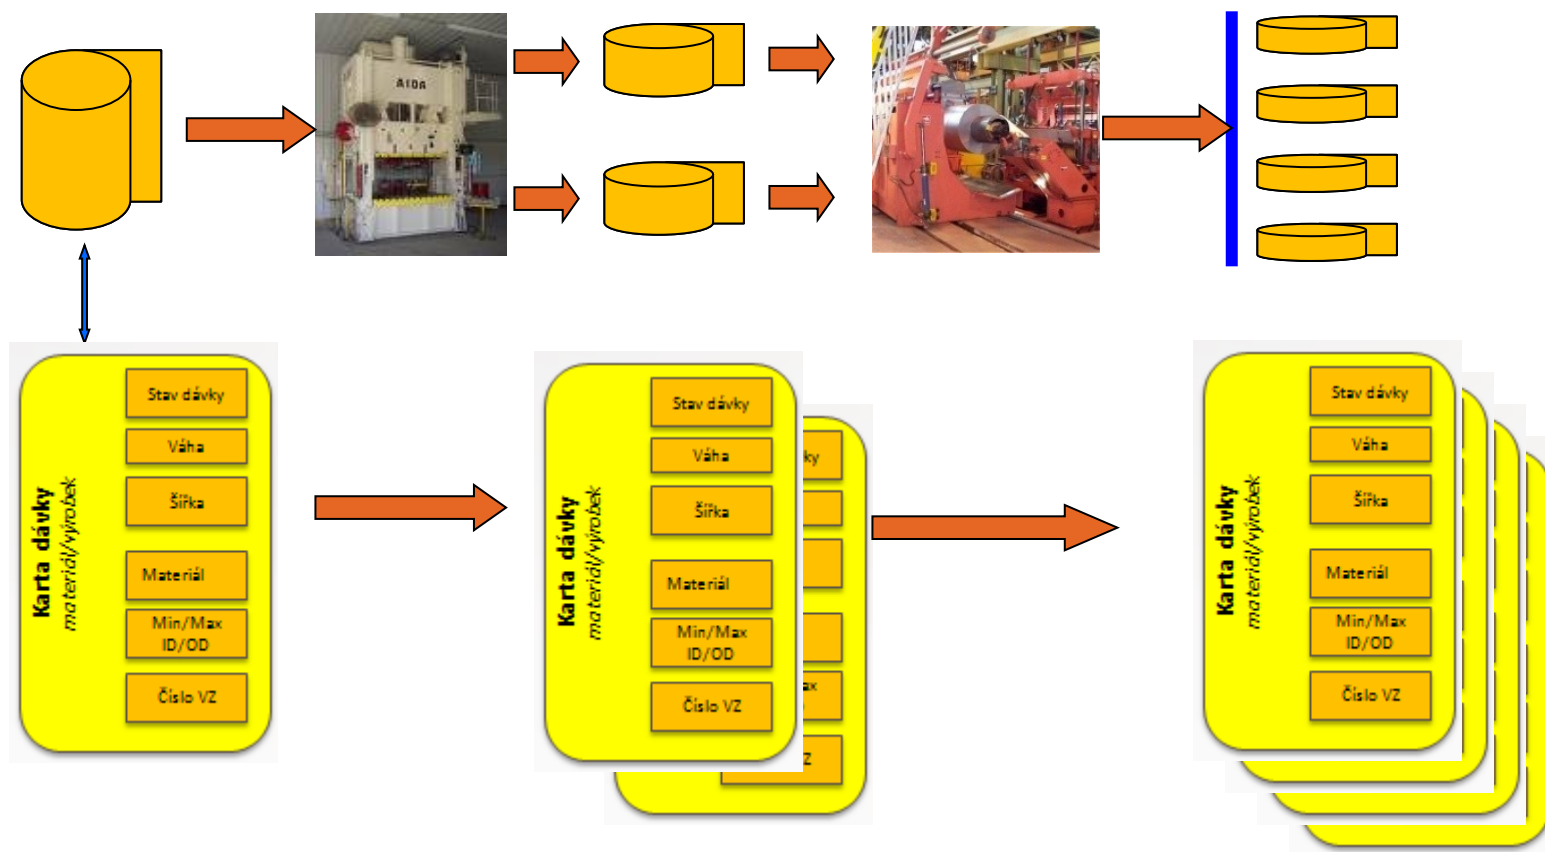 AIDA
Karta dávky
materiál/výrobek
Stav dávky
Váha
Šířka
Materiál
Min/Max
ID/OD
Číslo VZ
Karta dávky
materiál/výrobek
Stav dávky
Váha
Šířka
Materiál
Min/Max
ID/OD
Číslo VZ
ky
ax
Z
Karta dávky
materiál/výrobek
Stav dávky
Váha
Šířka
Materiál
Min/Max
ID/OD
Číslo VZ